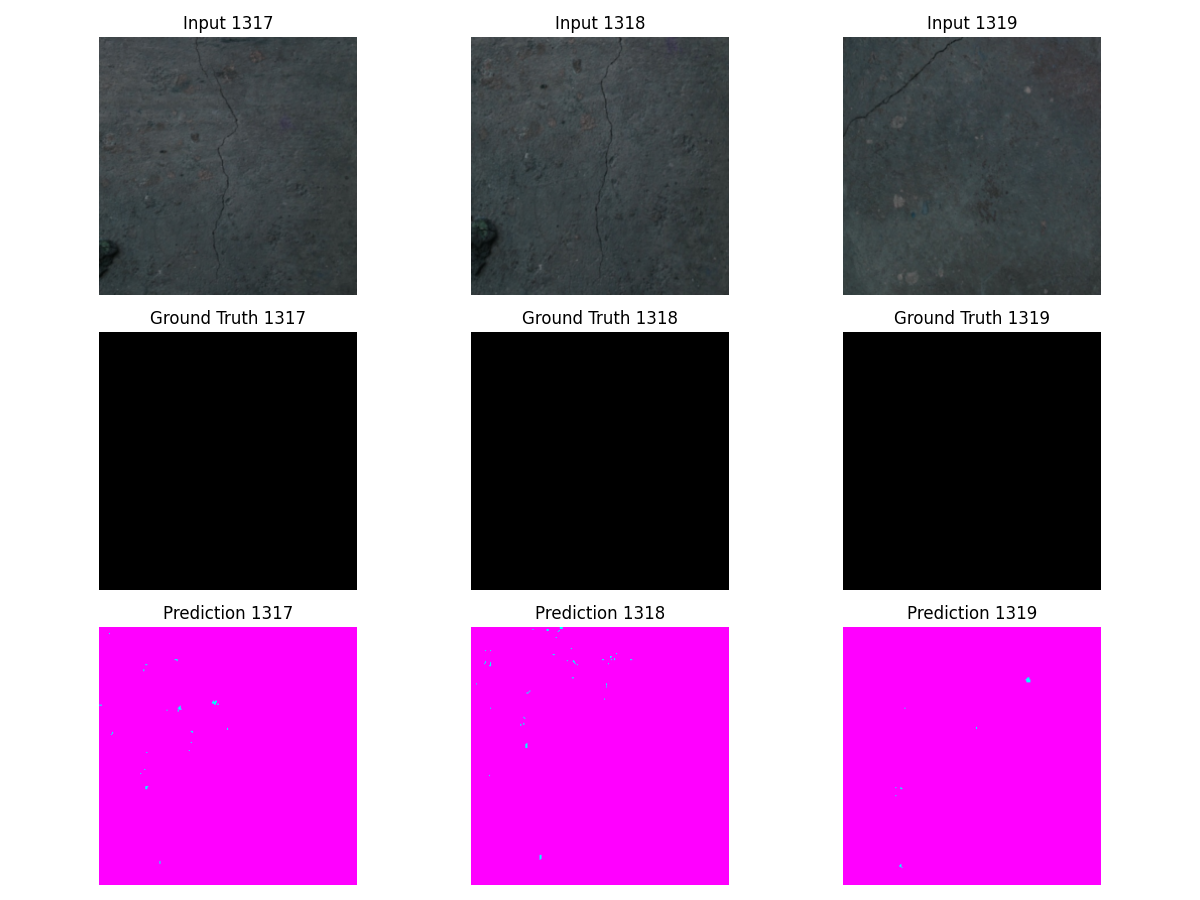 Input 1317
Input 1318
Input 1319
Ground Truth 1317
Ground Truth 1318
Ground Truth 1319
Prediction 1317
Prediction 1318
Prediction 1319